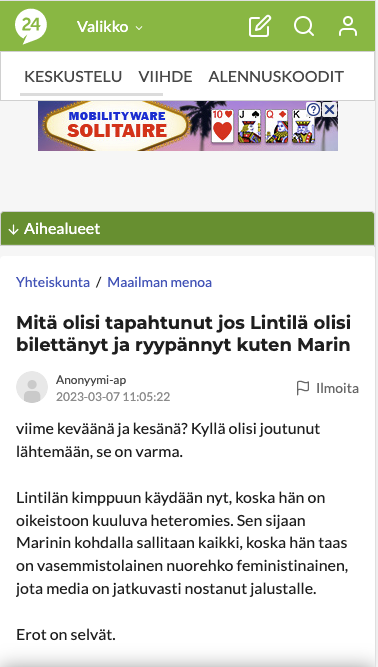 24
Valikko
KESKUSTELU VIIHDE ALENNUSKOODIT
MOBILITYWARE
SOLITAIRE
10 J Q K
Aihealueet
Yhteiskunta / Maailman menoa
Mitä olisi tapahtunut jos Lintilä olisi
bilettänyt ja ryypännyt kuten Marin
Anonyymi-ap
2023-03-07 11:05:22
Ilmoita
viime keväänä ja kesänä? Kyllä olisi joutunut
lähtemään, se on varma.
Lintilän kimppuun käydään nyt, koska hän on
oikeistoon kuuluva heteromies. Sen sijaan
Marinin kohdalla sallitaan kaikki, koska hän taas
on vasemmistolainen nuorehko feministinainen,
jota media on jatkuvasti nostanut jalustalle.
Erot on selvät.